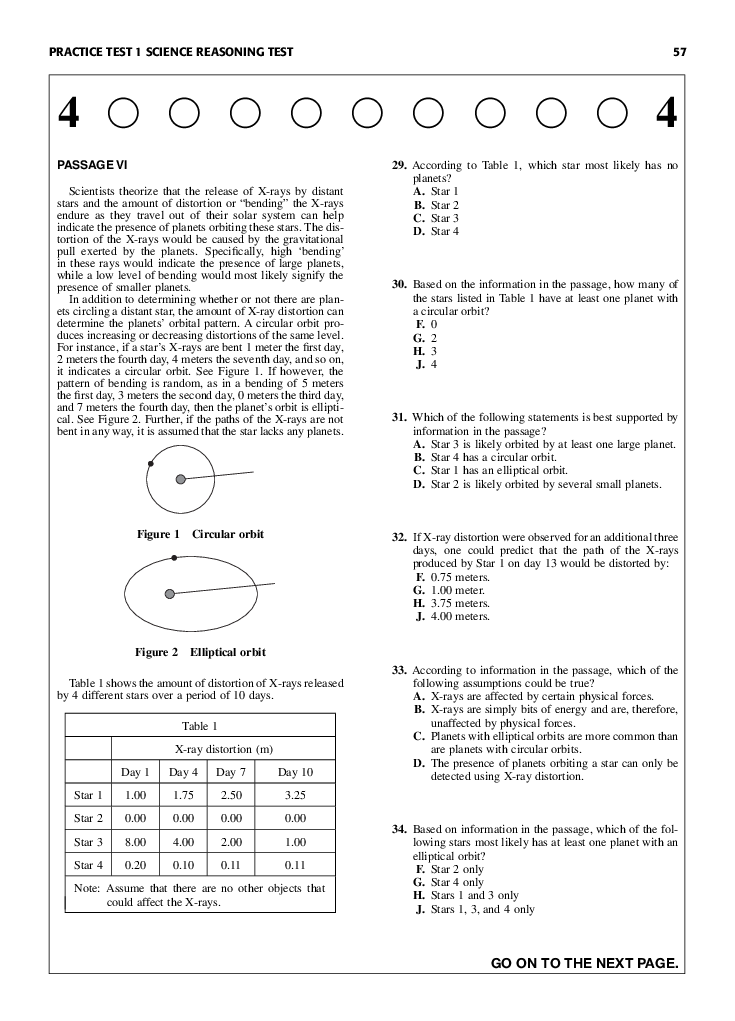 PRACTICE TEST 1 SCIENCE REASONING TEST 57
4 4
PASSAGE VI
Scientists theorize that the release of X-rays by distant
stars and the amount of distortion or “bending” the X-rays
endure as they travel out of their solar system can help
indicate the presence of planets orbiting these stars. The dis-
tortion of the X-rays would be caused by the gravitational
pull exerted by the planets. Specifically, high ‘bending’
in these rays would indicate the presence of large planets,
while a low level of bending would most likely signify the
presence of smaller planets.
In addition to determining whether or not there are plan-
ets circling a distant star, the amount of X-ray distortion can
determine the planets’ orbital pattern. A circular orbit pro-
duces increasing or decreasing distortions of the same level.
For instance, if a star’s X-rays are bent 1 meter the first day,
2 meters the fourth day, 4 meters the seventh day, and so on,
it indicates a circular orbit. See Figure 1. If however, the
pattern of bending is random, as in a bending of 5 meters
the first day, 3 meters the second day, 0 meters the third day,
and 7 meters the fourth day, then the planet’s orbit is ellipti-
cal. See Figure 2. Further, if the paths of the X-rays are not
bent in any way, it is assumed that the star lacks any planets.
Figure 1 Circular orbit
Figure 2 Elliptical orbit
Table 1 shows the amount of distortion of X-rays released
by 4 different stars over a period of 10 days.
Table 1
X-ray distortion (m)
Day 1 Day 4 Day 7 Day 10
Star 1 1.00 1.75 2.50 3.25
Star 2 0.00 0.00 0.00 0.00
Star 3 8.00 4.00 2.00 1.00
Star 4 0.20 0.10 0.11 0.11
Note: Assume that there are no other objects that
could affect the X-rays.
29. According to Table 1, which star most likely has no
planets?
A. Star 1
B. Star 2
C. Star 3
D. Star 4
30. Based on the information in the passage, how many of
the stars listed in Table 1 have at least one planet with
a circular orbit?
F. 0
G. 2
H. 3
J. 4
31. Which of the following statements is best supported by
information in the passage?
A. Star 3 is likely orbited by at least one large planet.
B. Star 4 has a circular orbit.
C. Star 1 has an elliptical orbit.
D. Star 2 is likely orbited by several small planets.
32. If X-ray distortion were observed for an additional three
days, one could predict that the path of the X-rays
produced by Star 1 on day 13 would be distorted by:
F. 0.75 meters.
G. 1.00 meter.
H. 3.75 meters.
J. 4.00 meters.
33. According to information in the passage, which of the
following assumptions could be true?
A. X-rays are affected by certain physical forces.
B. X-rays are simply bits of energy and are, therefore,
unaffected by physical forces.
C. Planets with elliptical orbits are more common than
are planets with circular orbits.
D. The presence of planets orbiting a star can only be
detected using X-ray distortion.
34. Based on information in the passage, which of the fol-
lowing stars most likely has at least one planet with an
elliptical orbit?
F. Star 2 only
G. Star 4 only
H. Stars 1 and 3 only
J. Stars 1, 3, and 4 only
GO ON TO THE NEXT PAGE.